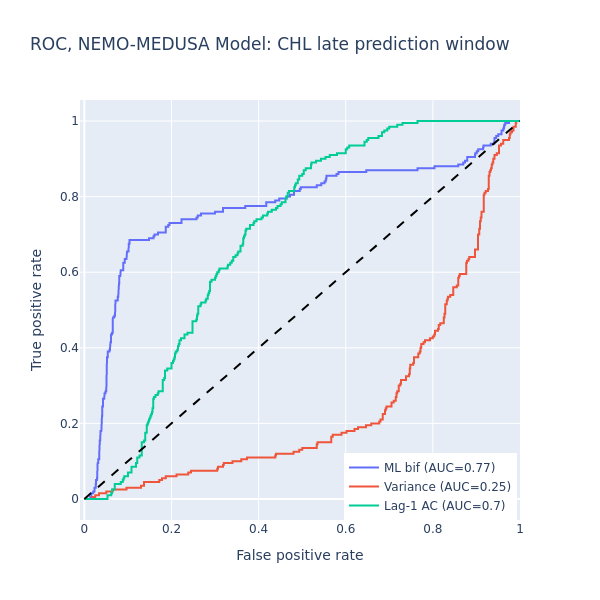 ROC, NEMO-MEDUSA Model: CHL late prediction window
1
0.8
0.6
0.4
0.2
0
True positive rate
ML bif (AUC=0.77)
Variance (AUC=0.25)
Lag-1 AC (AUC=0.7)
0 0.2 0.4 0.6 0.8 1
False positive rate